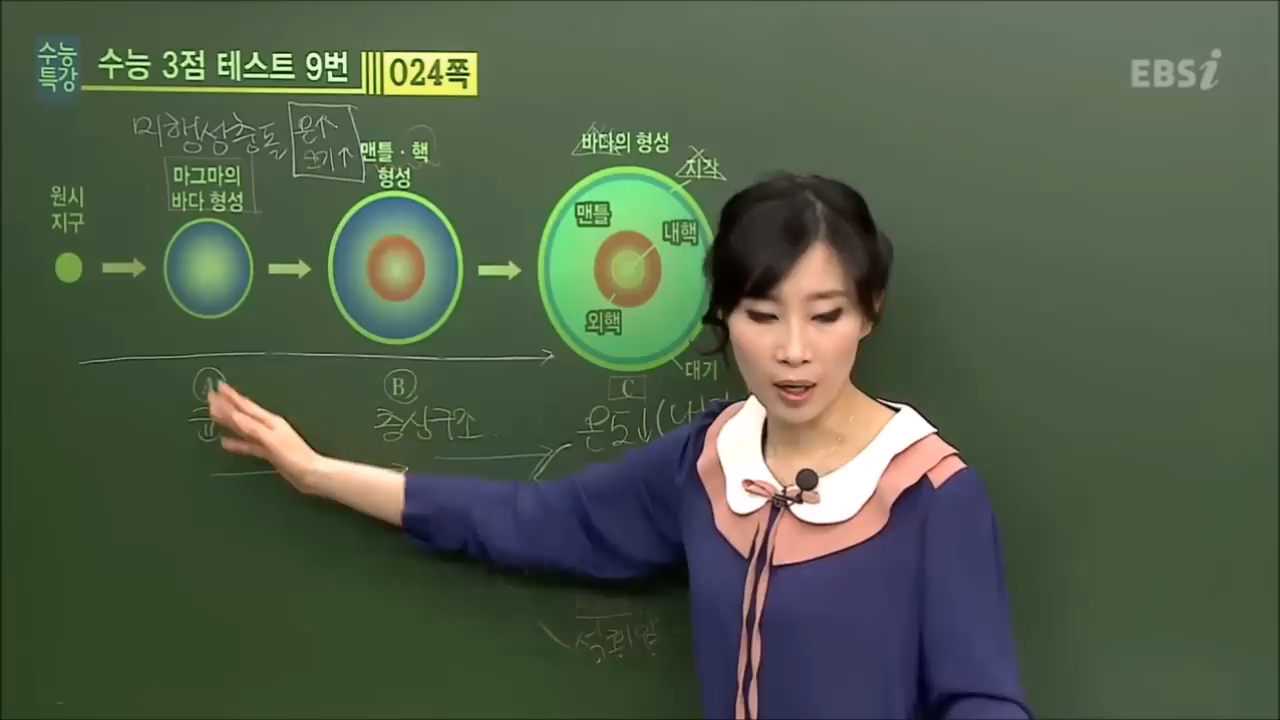 수능
특강
수능 3점 테스트 9번
024쪽
EBSi
미행성충돌
온↑
크기↑
맨틀·핵
형성
바다의 형성
지각
마그마의
바다 형성
원시
지구
맨틀
내핵
외핵
대기
A
B
C
층상구조
온도↓
석회암